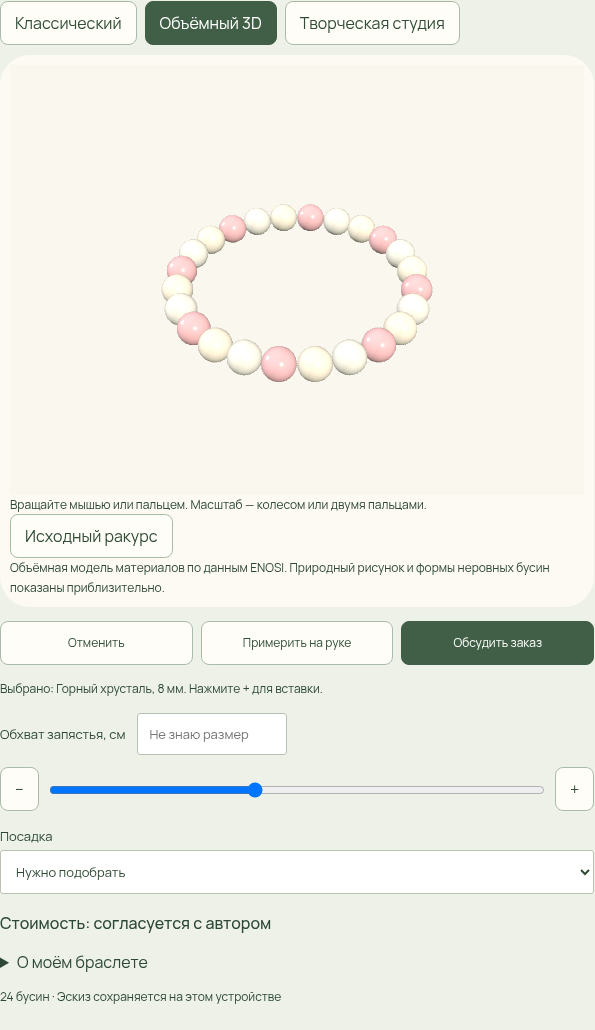 Классический
Объёмный 3D
Творческая студия
Вращайте мышью или пальцем. Масштаб — колесом или двумя пальцами.
Исходный ракурс
Объёмная модель материалов по данным ENOSI. Природный рисунок и формы неровных бусин
показаны приблизительно.
Отменить
Примерить на руке
Обсудить заказ
Выбрано: Горный хрусталь, 8 мм. Нажмите + для вставки.
Обхват запястья, см
Не знаю размер
−
+
Посадка
Нужно подобрать
Стоимость: согласуется с автором
О моём браслете
24 бусин · Эскиз сохраняется на этом устройстве